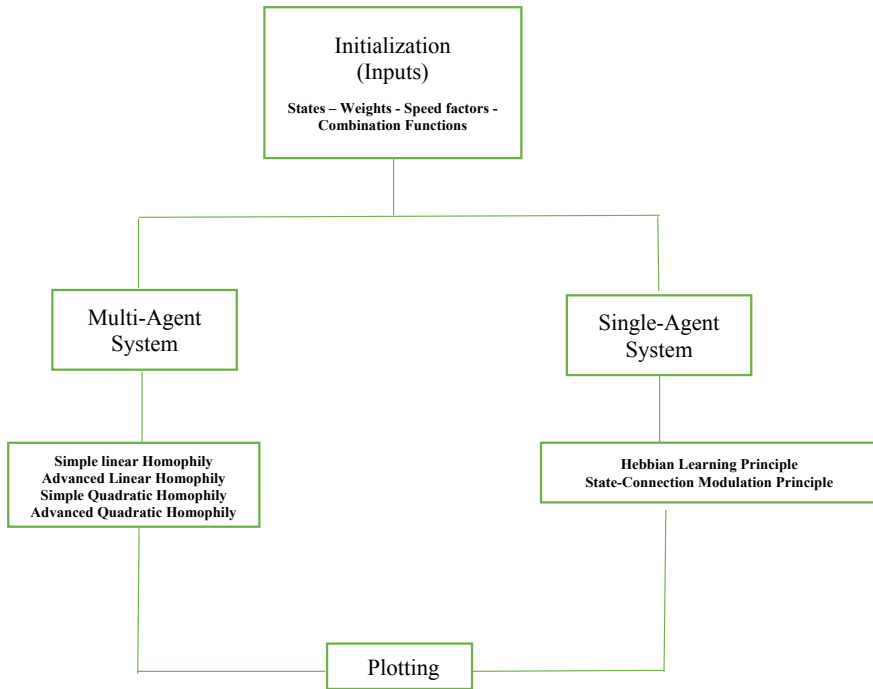 Initialization
(Inputs)
States – Weights - Speed factors -
Combination Functions
Multi-Agent
System
Single-Agent
System
Simple linear Homophily
Advanced Linear Homophily
Simple Quadratic Homophily
Advanced Quadratic Homophily
Hebbian Learning Principle
State-Connection Modulation Principle
Plotting